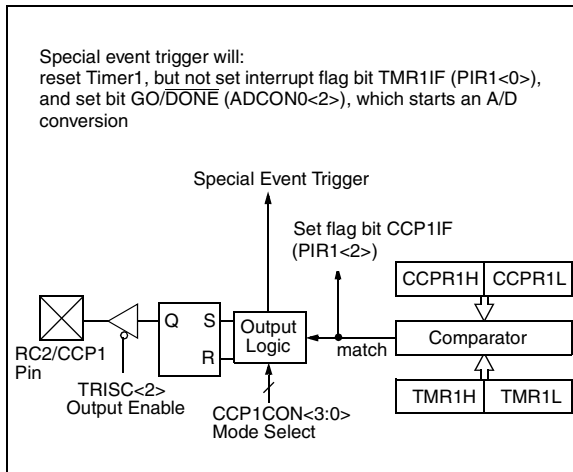 Special event trigger will:
reset Timer1, but not set interrupt flag bit TMR1IF (PIR1<0>),
and set bit GO/DONE (ADCON0<2>), which starts an A/D
conversion
Special Event Trigger
Set flag bit CCP1IF
(PIR1<2>)
CCPR1H CCPR1L
Q S
R
Output
Logic
match
Comparator
RC2/CCP1
Pin
TRISC<2>
Output Enable
CCP1CON<3:0>
Mode Select
TMR1H TMR1L